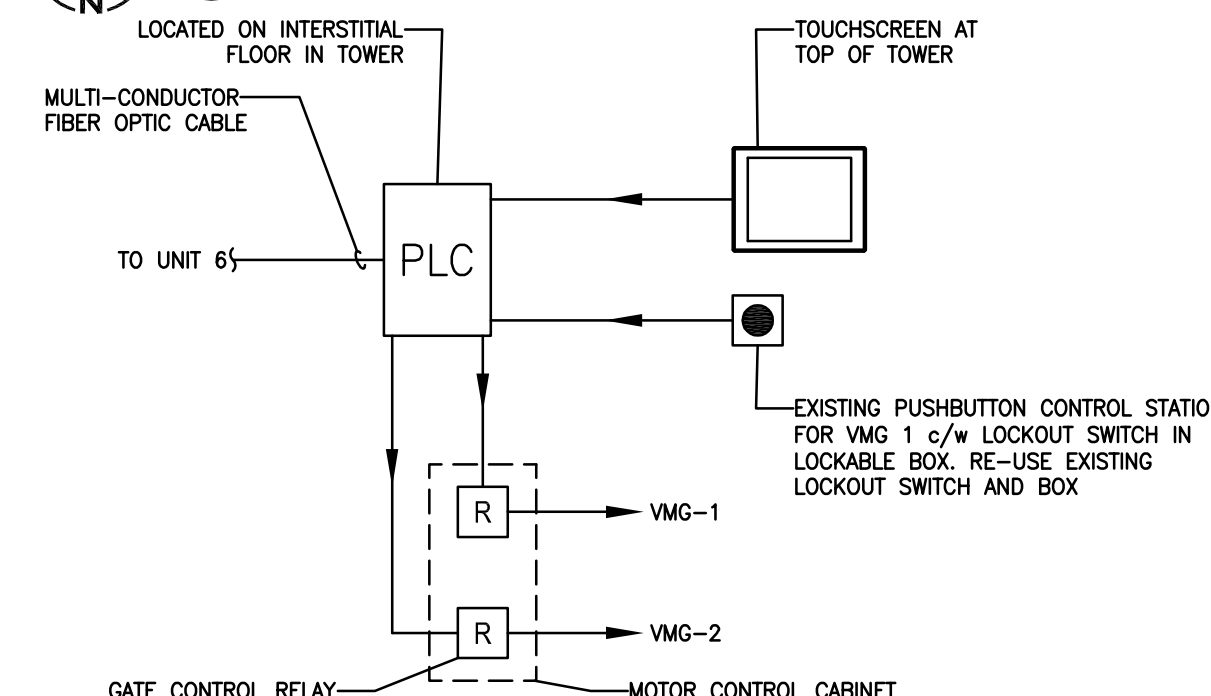 N
LOCATED ON INTERSTITIAL
FLOOR IN TOWER
TOUCHSCREEN AT
TOP OF TOWER
MULTI-CONDUCTOR
FIBER OPTIC CABLE
TO UNIT 6
PLC
EXISTING PUSHBUTTON CONTROL STATIO
FOR VMG 1 c/w LOCKOUT SWITCH IN
LOCKABLE BOX. RE-USE EXISTING
LOCKOUT SWITCH AND BOX
R
VMG-1
R
VMG-2
GATE CONTROL RELAY
MOTOR CONTROL CABINET